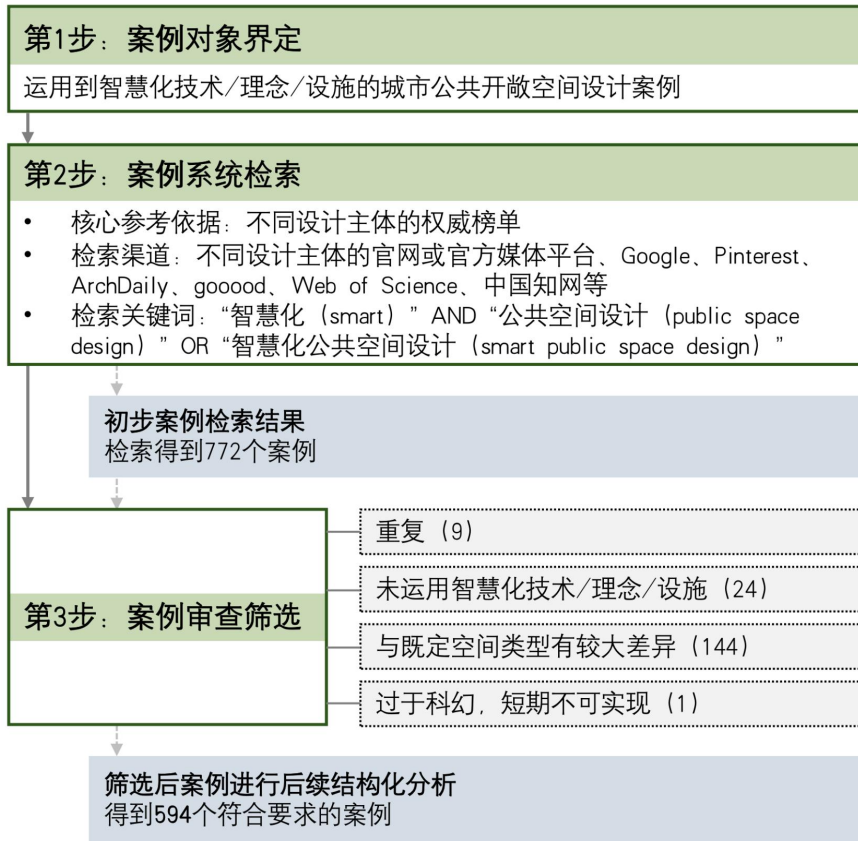 第1步：案例对象界定
运用到智慧化技术/理念/设施的城市公共开敞空间设计案例
第2步：案例系统检索
• 核心参考依据：不同设计主体的权威榜单
• 检索渠道：不同设计主体的官网或官方媒体平台、Google、Pinterest、
ArchDaily、gooood、Web of Science、中国知网等
• 检索关键词：“智慧化（smart）” AND “公共空间设计（public space
design）” OR “智慧化公共空间设计（smart public space design）”
初步案例检索结果
检索得到772个案例
第3步：案例审查筛选
重复（9）
未运用智慧化技术/理念/设施（24）
与既定空间类型有较大差异（144）
过于科幻，短期不可实现（1）
筛选后案例进行后续结构化分析
得到594个符合要求的案例